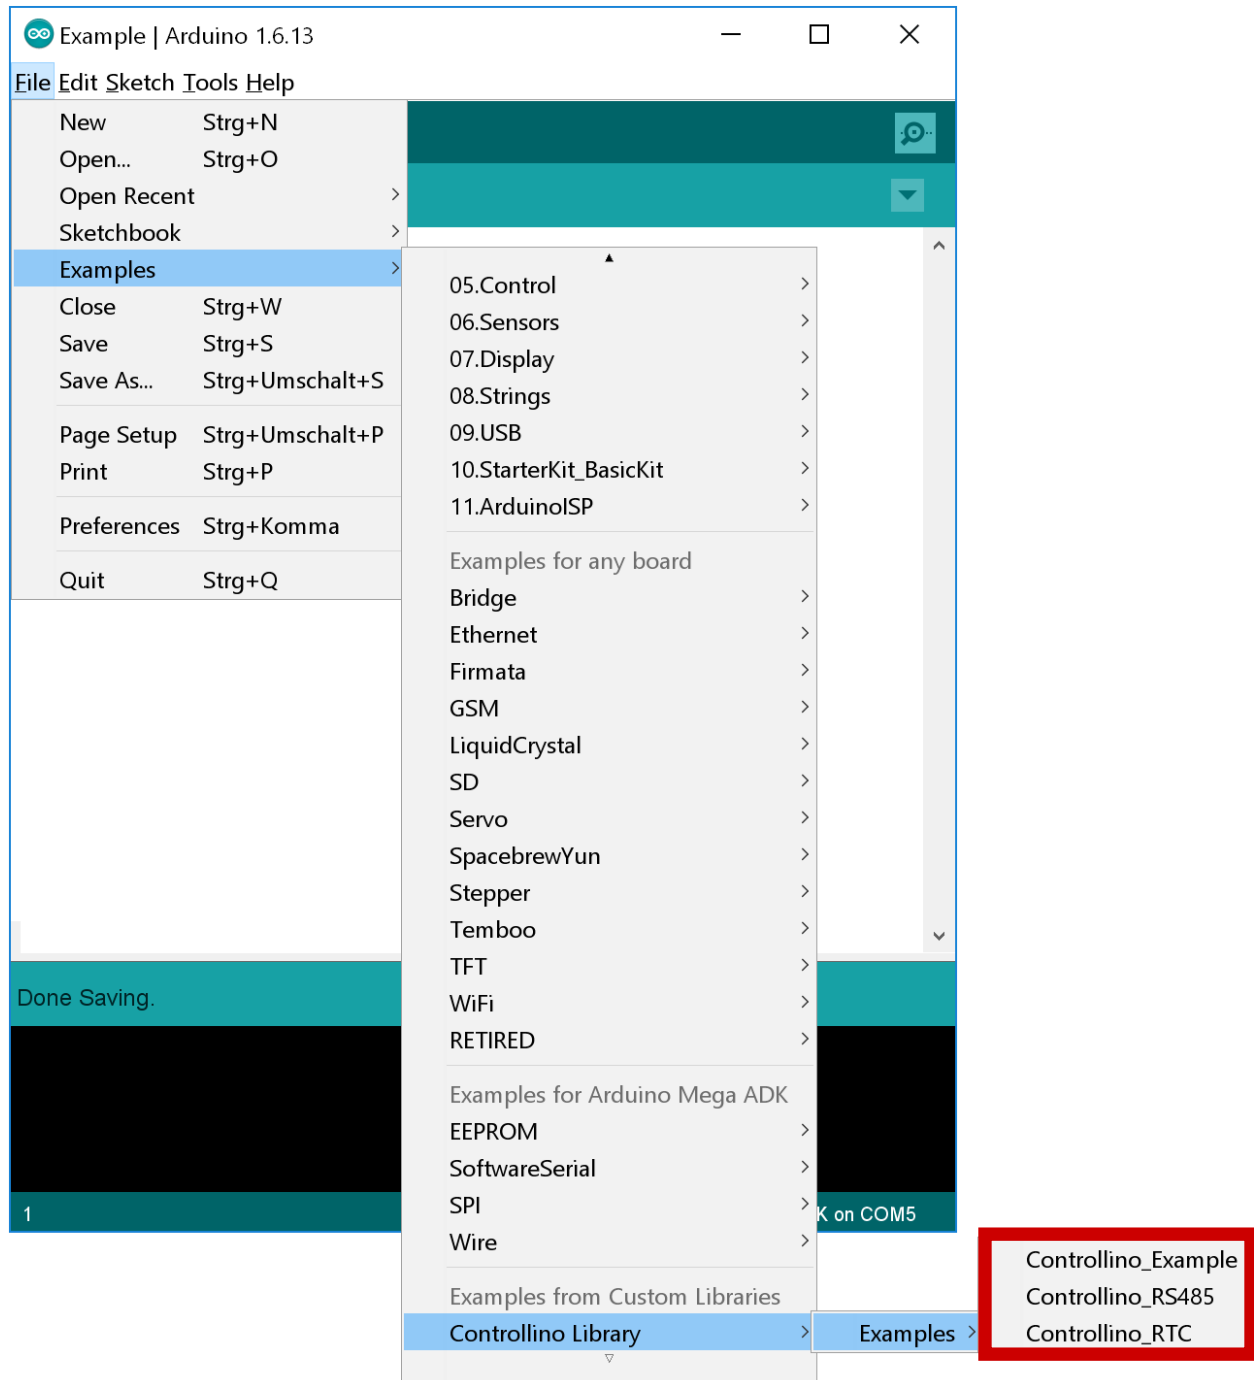 Example | Arduino 1.6.13
File Edit Sketch Tools Help
New Strg+N
Open... Strg+O
Open Recent
Sketchbook
Examples
Close Strg+W
Save Strg+S
Save As... Strg+Umschalt+S
Page Setup Strg+Umschalt+P
Print Strg+P
Preferences Strg+Komma
Quit Strg+Q
05.Control
06.Sensors
07.Display
08.Strings
09.USB
10.StarterKit_BasicKit
11.ArduinoISP
Examples for any board
Bridge
Ethernet
Firmata
GSM
LiquidCrystal
SD
Servo
SpacebrewYun
Stepper
Temboo
TFT
WiFi
RETIRED
Examples for Arduino Mega ADK
EEPROM
SoftwareSerial
SPI
Wire
Examples from Custom Libraries
Controllino Library
Examples
Controllino_Example
Controllino_RS485
Controllino_RTC
Done Saving.
1 K on COM5